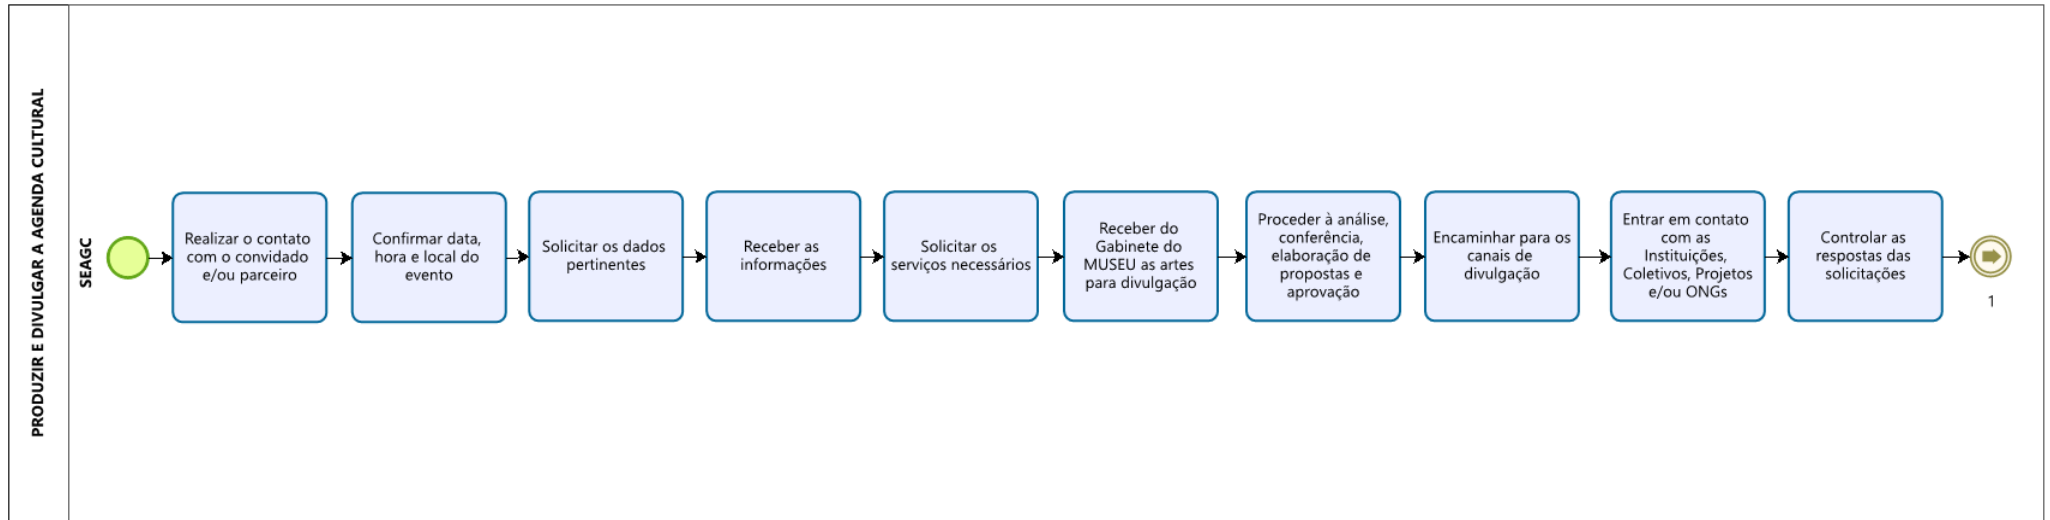 PRODUZIR E DIVULGAR A AGENDA CULTURAL
SEAGC
Realizar o contato
com o convidado
e/ou parceiro
Confirmar data,
hora e local do
evento
Solicitar os dados
pertinentes
Receber as
informações
Solicitar os
serviços necessários
Receber do
Gabinete do
MUSEU as artes
para divulgação
Proceder à análise,
conferência,
elaboração de
propostas e
aprovação
Encaminhar para os
canais de
divulgação
Entrar em contato
com as
Instituições,
Coletivos, Projetos
e/ou ONGs
Controlar as
respostas das
solicitações
1